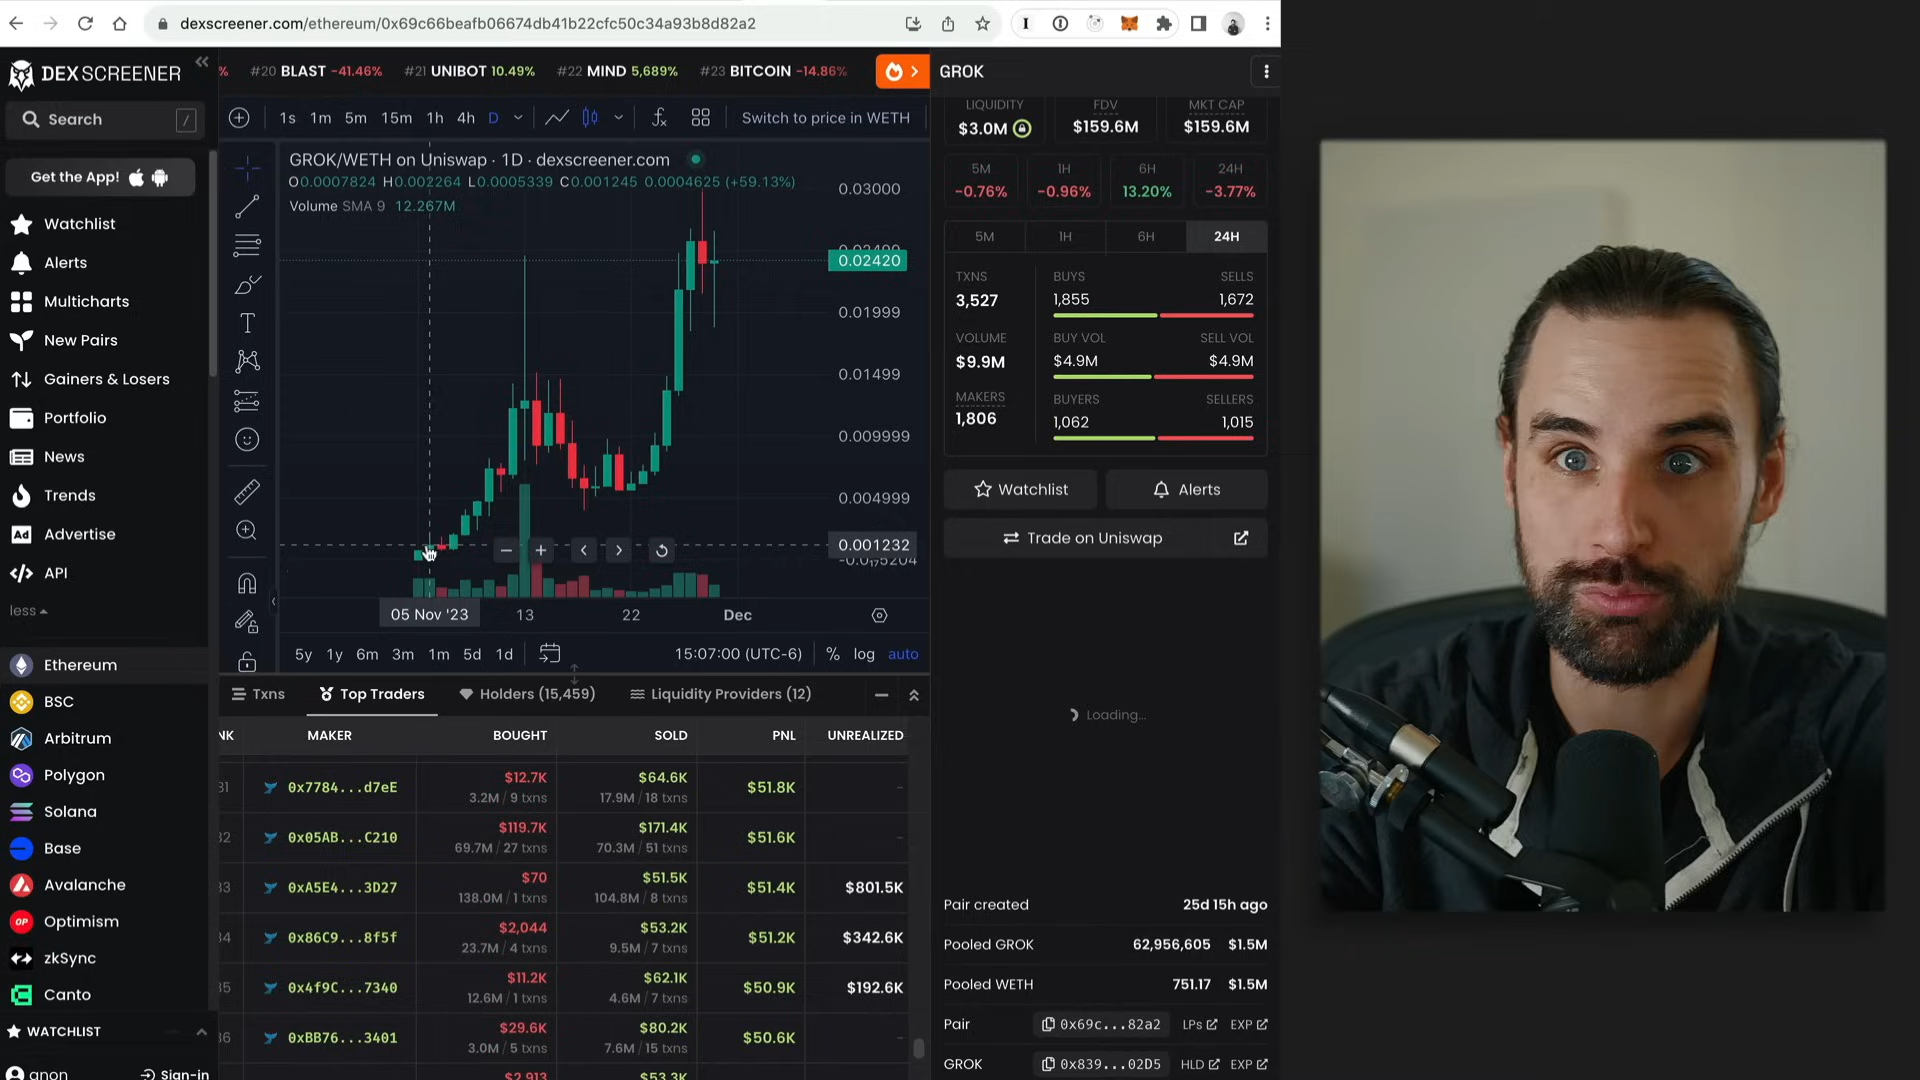 dexscreener.com/ethereum/0x69c66beafb06674db41b22cfc50c34a93b8d82a2
DEX SCREENER
Search /
Get the App!
Watchlist
Alerts
Multicharts
New Pairs
Gainers & Losers
Portfolio
News
Trends
Ad Advertise
API
less
Ethereum
BSC
Arbitrum
Polygon
Solana
Base
Avalanche
OP Optimism
zkSync
Canto
WATCHLIST
anon Sign-in
% #20 BLAST -41.46% #21 UNIBOT 10.49% #22 MIND 5,689% #23 BITCOIN -14.86%
1s 1m 5m 15m 1h 4h D Switch to price in WETH
GROK/WETH on Uniswap · 1D · dexscreener.com
O0.0007824 H0.002264 L0.0005339 C0.001245 0.0004625 (+59.13%)
Volume SMA 9 12.267M
0.03000
0.02420
0.01999
0.01499
0.009999
0.004999
0.001232
05 Nov '23 13 22 Dec
5y 1y 6m 3m 1m 5d 1d 15:07:00 (UTC-6) % log auto
Txns Top Traders Holders (15,459) Liquidity Providers (12)
NK MAKER BOUGHT SOLD PNL UNREALIZED
0x7784...d7eE $12.7K $64.6K $51.8K -
3.2M / 9 txns 17.9M / 18 txns
0x05AB...C210 $119.7K $171.4K $51.6K -
69.7M / 27 txns 70.3M / 51 txns
0xA5E4...3D27 $70 $51.5K $51.4K $801.5K
138.0M / 1 txns 104.8M / 8 txns
0x86C9...8f5f $2,044 $53.2K $51.2K $342.6K
23.7M / 4 txns 9.5M / 7 txns
0x4f9C...7340 $11.2K $62.1K $50.9K $192.6K
12.6M / 1 txns 4.6M / 7 txns
0xBB76...3401 $29.6K $80.2K $50.6K -
3.0M / 5 txns 7.6M / 15 txns
$2,913 $53.3K
GROK
LIQUIDITY FDV MKT CAP
$3.0M $159.6M $159.6M
5M 1H 6H 24H
-0.76% -0.96% 13.20% -3.77%
5M 1H 6H 24H
TXNS BUYS SELLS
3,527 1,855 1,672
VOLUME BUY VOL SELL VOL
$9.9M $4.9M $4.9M
MAKERS BUYERS SELLERS
1,806 1,062 1,015
Watchlist Alerts
Trade on Uniswap
Loading...
Pair created 25d 15h ago
Pooled GROK 62,956,605 $1.5M
Pooled WETH 751.17 $1.5M
Pair 0x69c...82a2 LPs EXP
GROK 0x839...02D5 HLD EXP